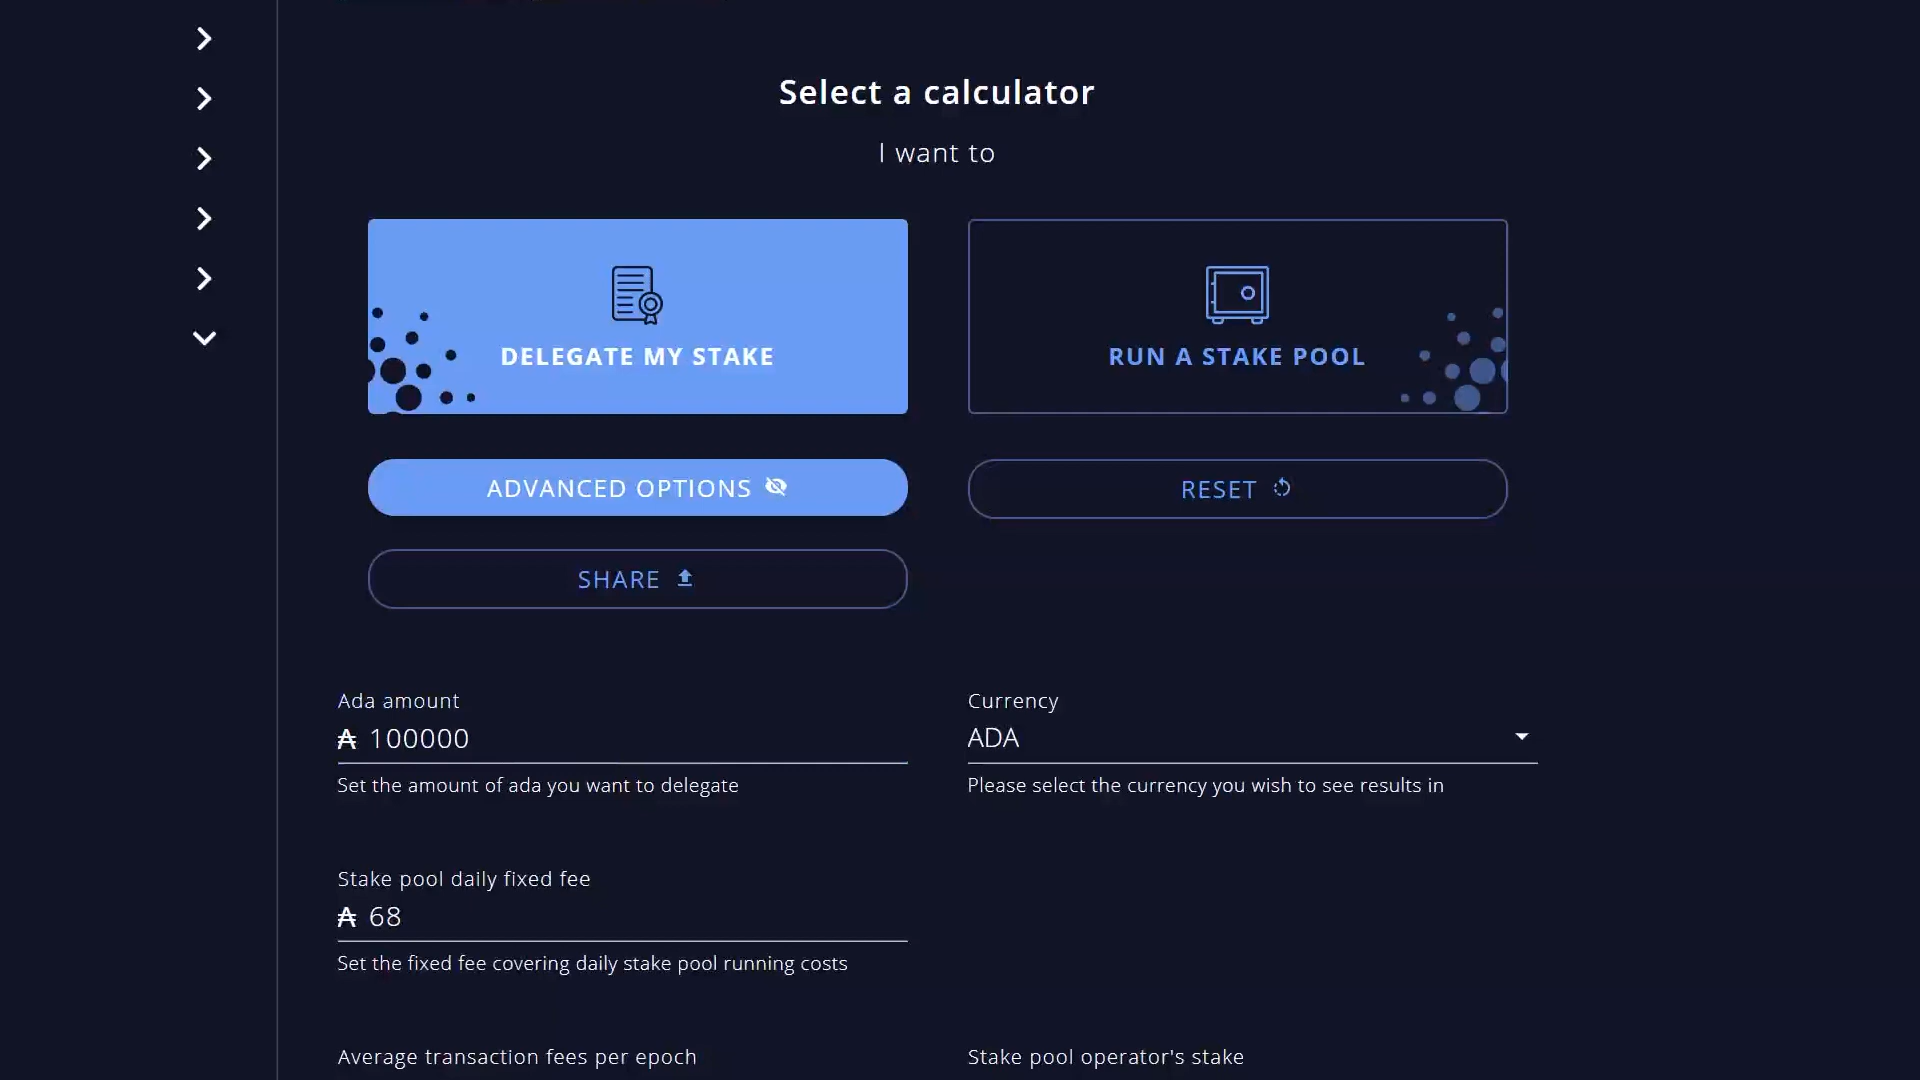 Select a calculator
I want to
DELEGATE MY STAKE
RUN A STAKE POOL
ADVANCED OPTIONS
RESET
SHARE
Ada amount
₳ 100000
Set the amount of ada you want to delegate
Currency
ADA
Please select the currency you wish to see results in
Stake pool daily fixed fee
₳ 68
Set the fixed fee covering daily stake pool running costs
Average transaction fees per epoch
Stake pool operator's stake